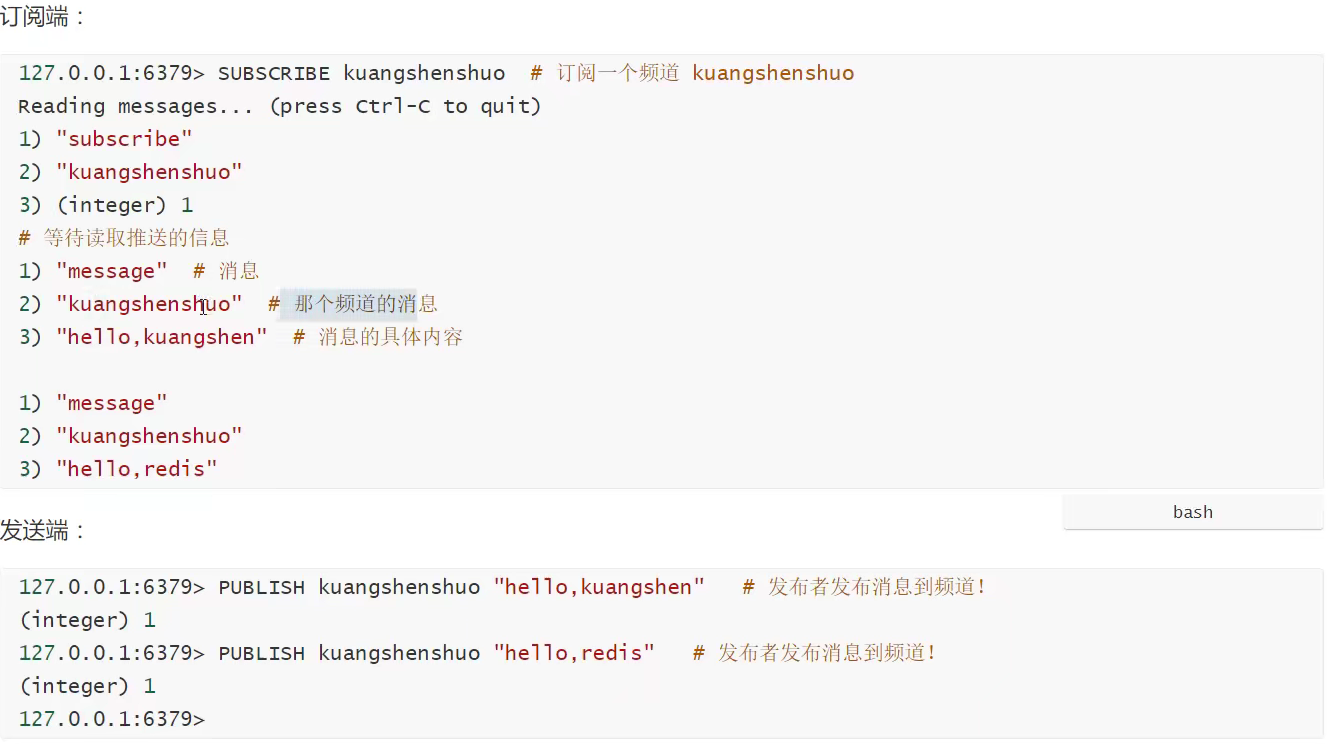 订阅端：
127.0.0.1:6379> SUBSCRIBE kuangshenshuo  # 订阅一个频道 kuangshenshuo
Reading messages... (press Ctrl-C to quit)
1) "subscribe"
2) "kuangshenshuo"
3) (integer) 1
# 等待读取推送的信息
1) "message"  # 消息
2) "kuangshenshuo"  # 那个频道的消息
3) "hello,kuangshen"  # 消息的具体内容
1) "message"
2) "kuangshenshuo"
3) "hello,redis"
bash
发送端：
127.0.0.1:6379> PUBLISH kuangshenshuo "hello,kuangshen"   # 发布者发布消息到频道！
(integer) 1
127.0.0.1:6379> PUBLISH kuangshenshuo "hello,redis"   # 发布者发布消息到频道！
(integer) 1
127.0.0.1:6379>